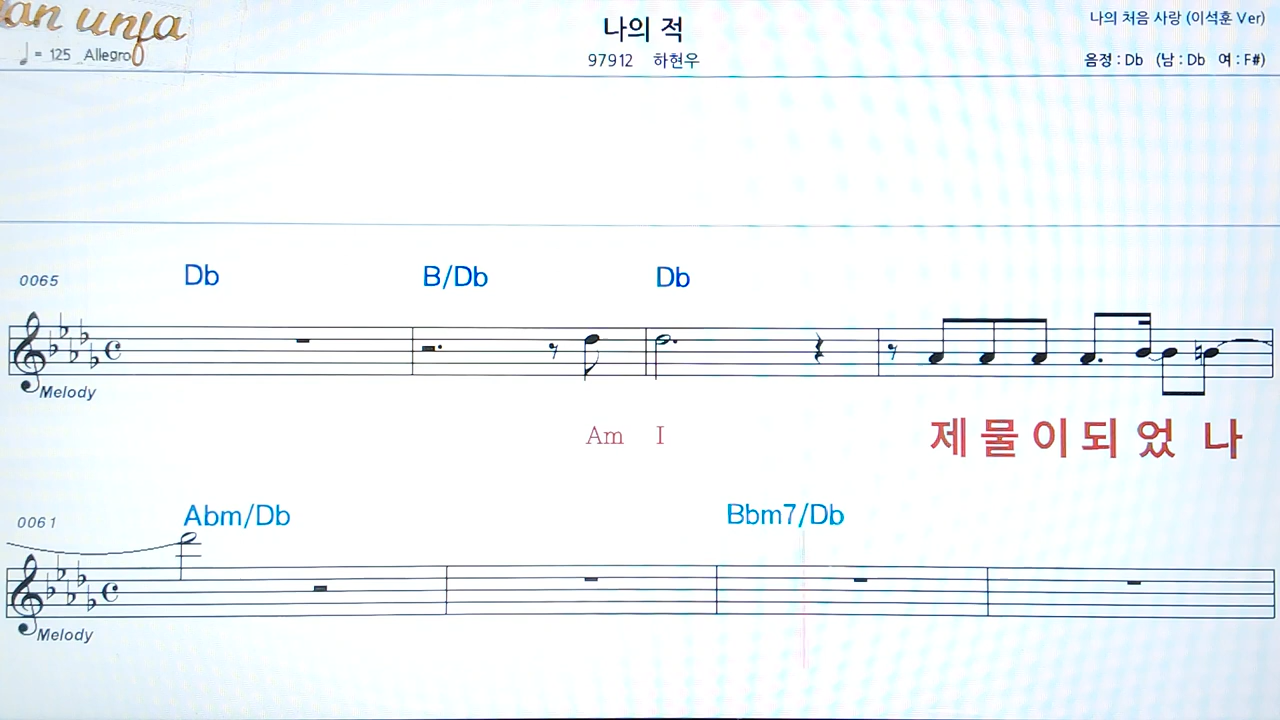 나의 적
나의 처음 사랑 (이석훈 Ver)
♩ = 125 Allegro
97912 하현우
음정 : Db (남 : Db 여 : F#)
0065
Db B/Db Db
Melody
Am I 제물이되었 나
0061
Abm/Db Bbm7/Db
Melody